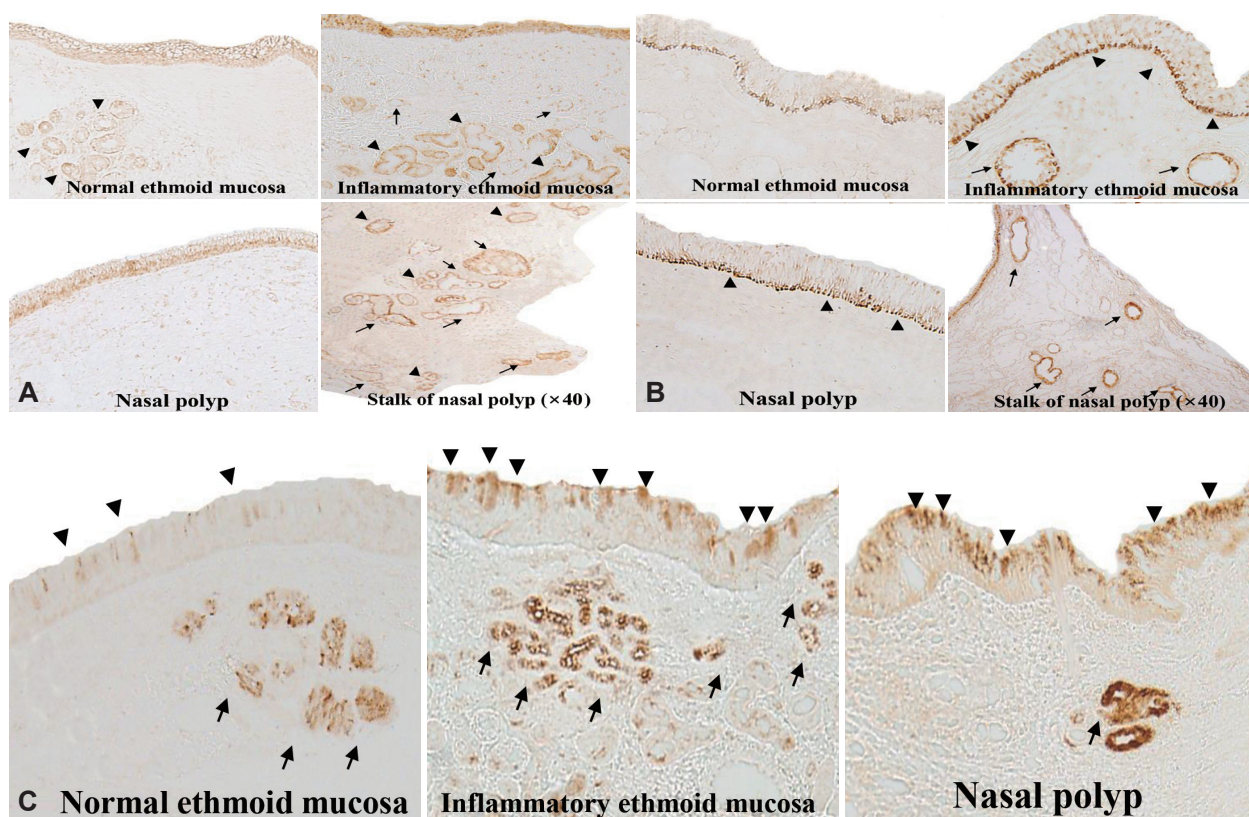 Normal ethmoid mucosa
Inflammatory ethmoid mucosa
A
Nasal polyp
Stalk of nasal polyp (×40)
Normal ethmoid mucosa
Inflammatory ethmoid mucosa
B
Nasal polyp
Stalk of nasal polyp (×40)
C
Normal ethmoid mucosa
Inflammatory ethmoid mucosa
Nasal polyp